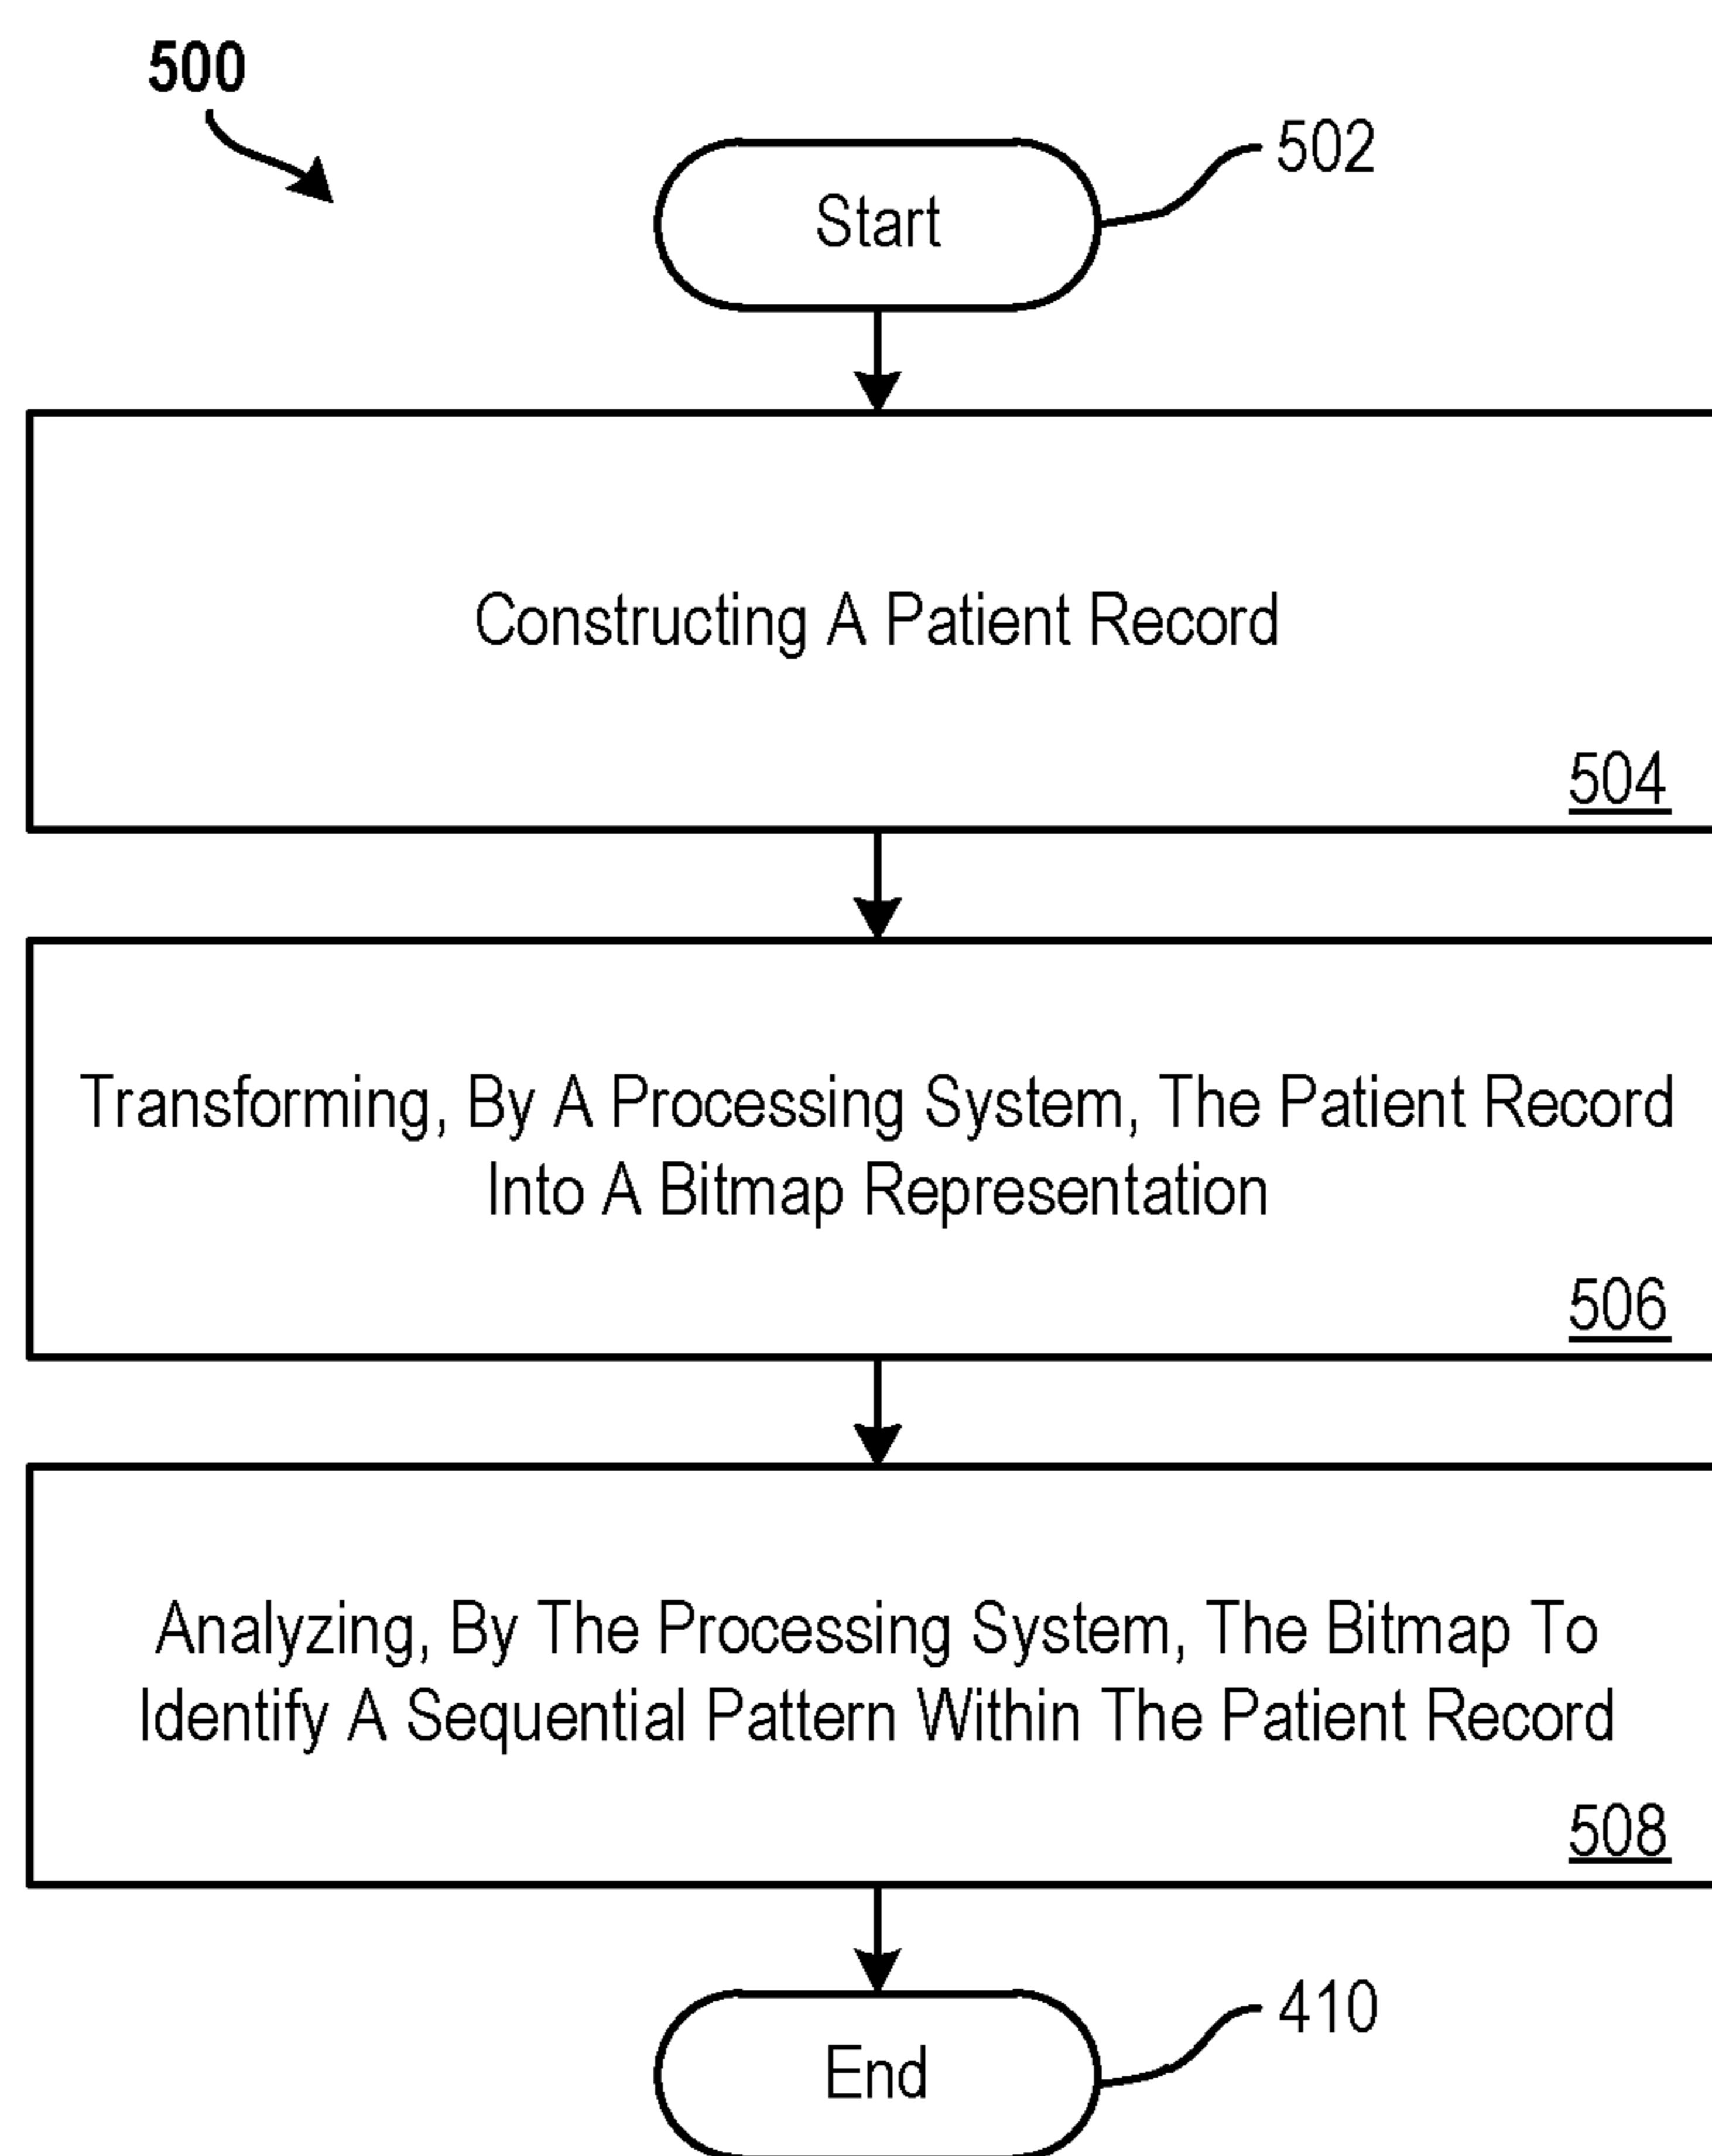 500
502
Start
Constructing A Patient Record
504
Transforming, By A Processing System, The Patient Record
Into A Bitmap Representation
506
Analyzing, By The Processing System, The Bitmap To
Identify A Sequential Pattern Within The Patient Record
508
410
End